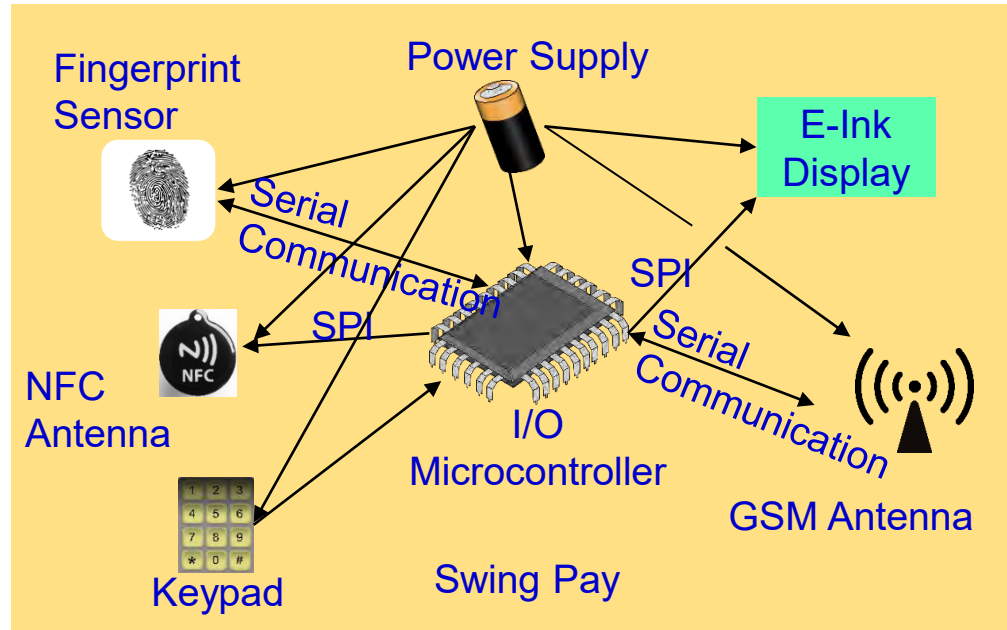 Power Supply
Fingerprint
Sensor
E-Ink
Display
Serial
Communication
SPI
SPI
NFC
NFC
Antenna
Serial
Communication
I/O
Microcontroller
GSM Antenna
1 2 3
4 5 6
7 8 9
* 0 #
Keypad
Swing Pay